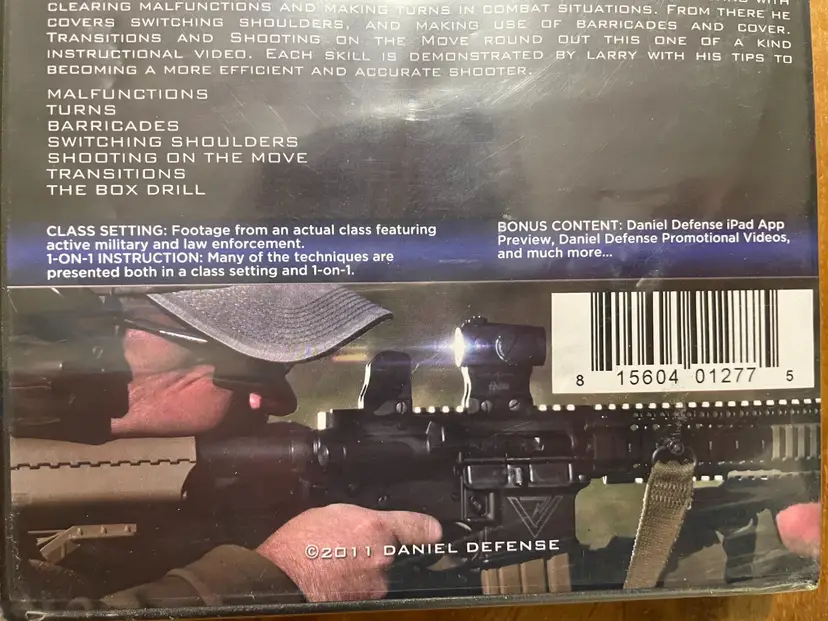 CLEARING MALFUNCTIONS AND MAKING TURNS IN COMBAT SITUATIONS. FROM THERE HE
COVERS SWITCHING SHOULDERS, AND MAKING USE OF BARRICADES AND COVER.
TRANSITIONS AND SHOOTING ON THE MOVE ROUND OUT THIS ONE OF A KIND
INSTRUCTIONAL VIDEO. EACH SKILL IS DEMONSTRATED BY LARRY WITH HIS TIPS TO
BECOMING A MORE EFFICIENT AND ACCURATE SHOOTER.
MALFUNCTIONS
TURNS
BARRICADES
SWITCHING SHOULDERS
SHOOTING ON THE MOVE
TRANSITIONS
THE BOX DRILL
CLASS SETTING: Footage from an actual class featuring
active military and law enforcement.
1-ON-1 INSTRUCTION: Many of the techniques are
presented both in a class setting and 1-on-1.
BONUS CONTENT: Daniel Defense iPad App
Preview, Daniel Defense Promotional Videos,
and much more...
8 15604 01277 5
©2011 DANIEL DEFENSE